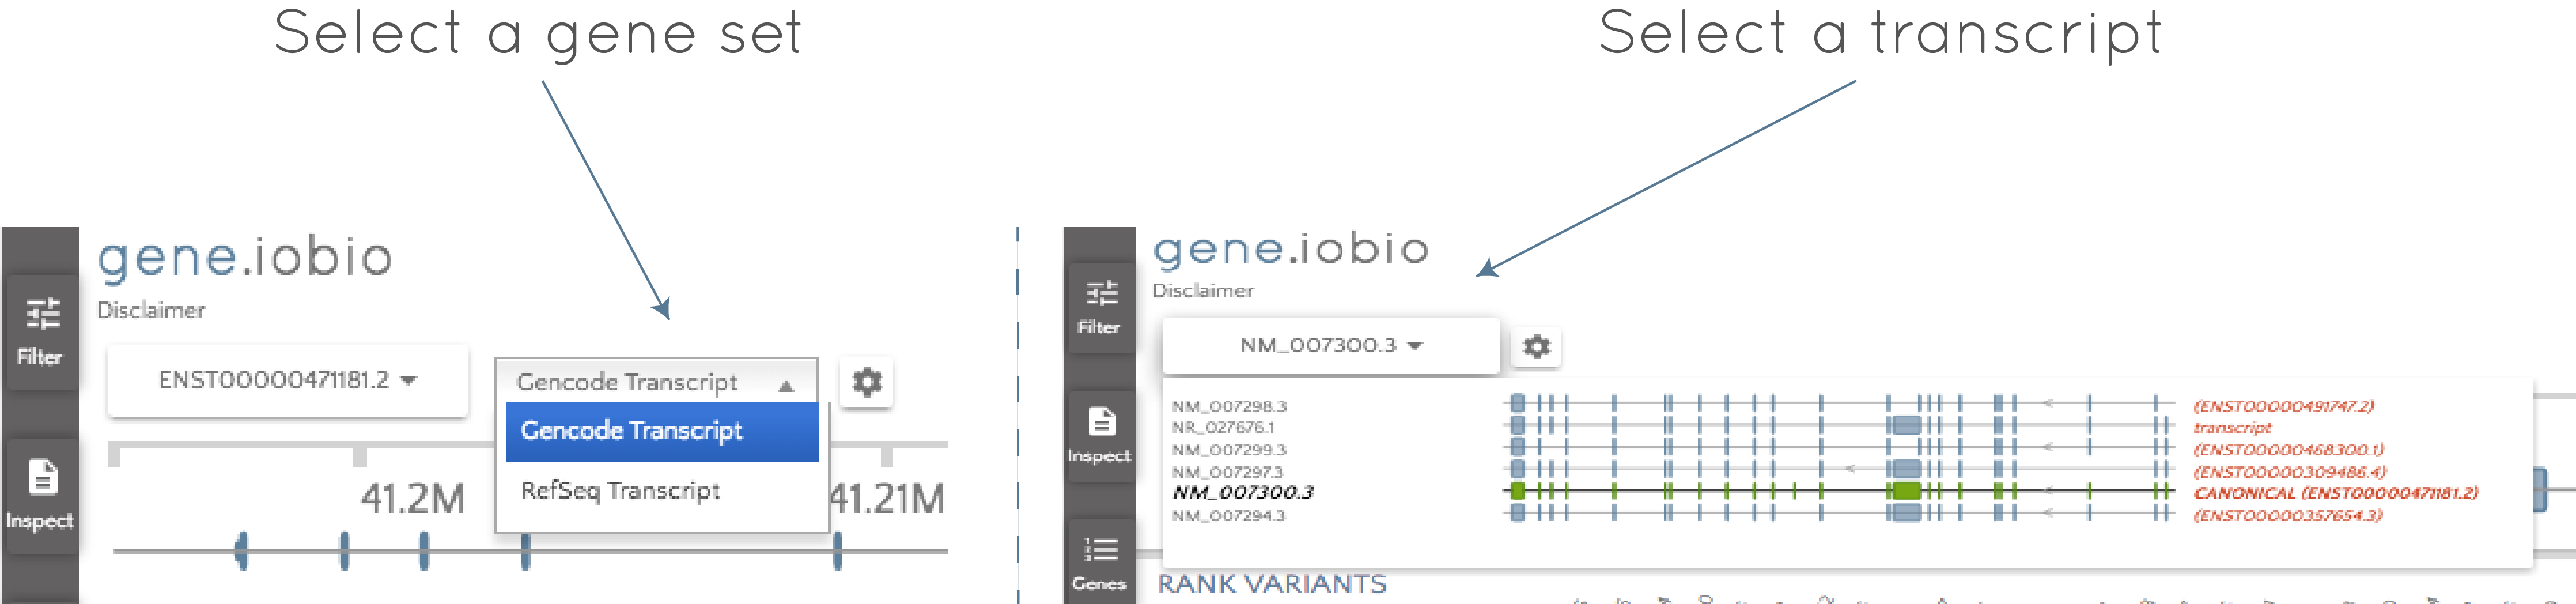 Select a gene set
Select a transcript
gene.iobio
Disclaimer
Filter
ENST00000471181.2
Gencode Transcript
Gencode Transcript
RefSeq Transcript
Inspect
41.2M
41.21M
gene.iobio
Disclaimer
Filter
NM_007300.3
NM_007298.3 (ENST00000491747.2)
NR_027676.1 transcript
NM_007299.3 (ENST00000468300.1)
NM_007297.3 (ENST00000309486.4)
NM_007300.3 CANONICAL (ENST00000471181.2)
NM_007294.3 (ENST00000357654.3)
Inspect
Genes
RANK VARIANTS